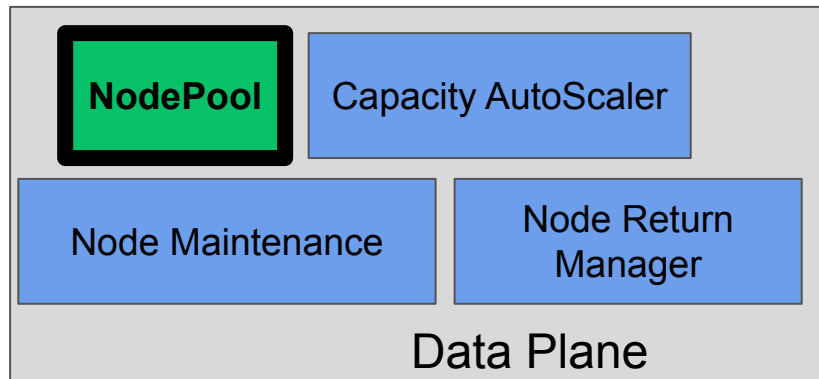 NodePool
Capacity AutoScaler
Node Maintenance
Node Return
Manager
Data Plane